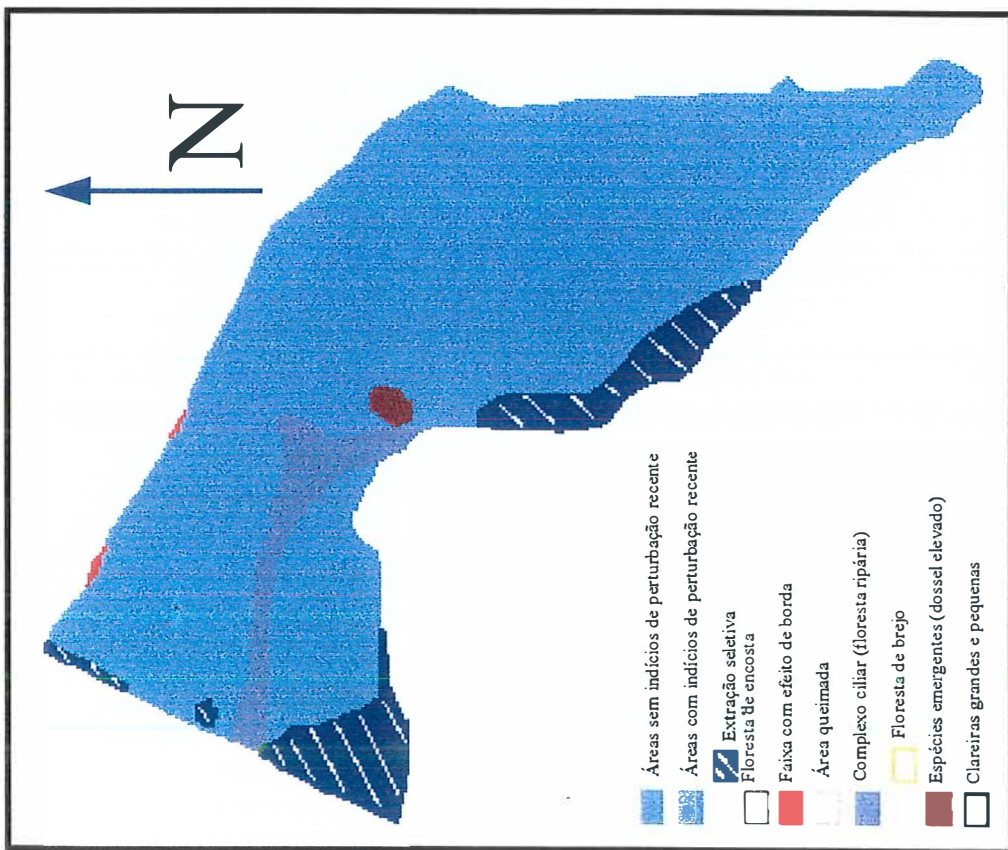 N
Áreas sem indícios de perturbação recente
Áreas com indícios de perturbação recente
Extração seletiva
Floresta de encosta
Faixa com efeito de borda
Área queimada
Complexo ciliar (floresta ripária)
Floresta de brejo
Espécies emergentes (dossel elevado)
Clareiras grandes e pequenas